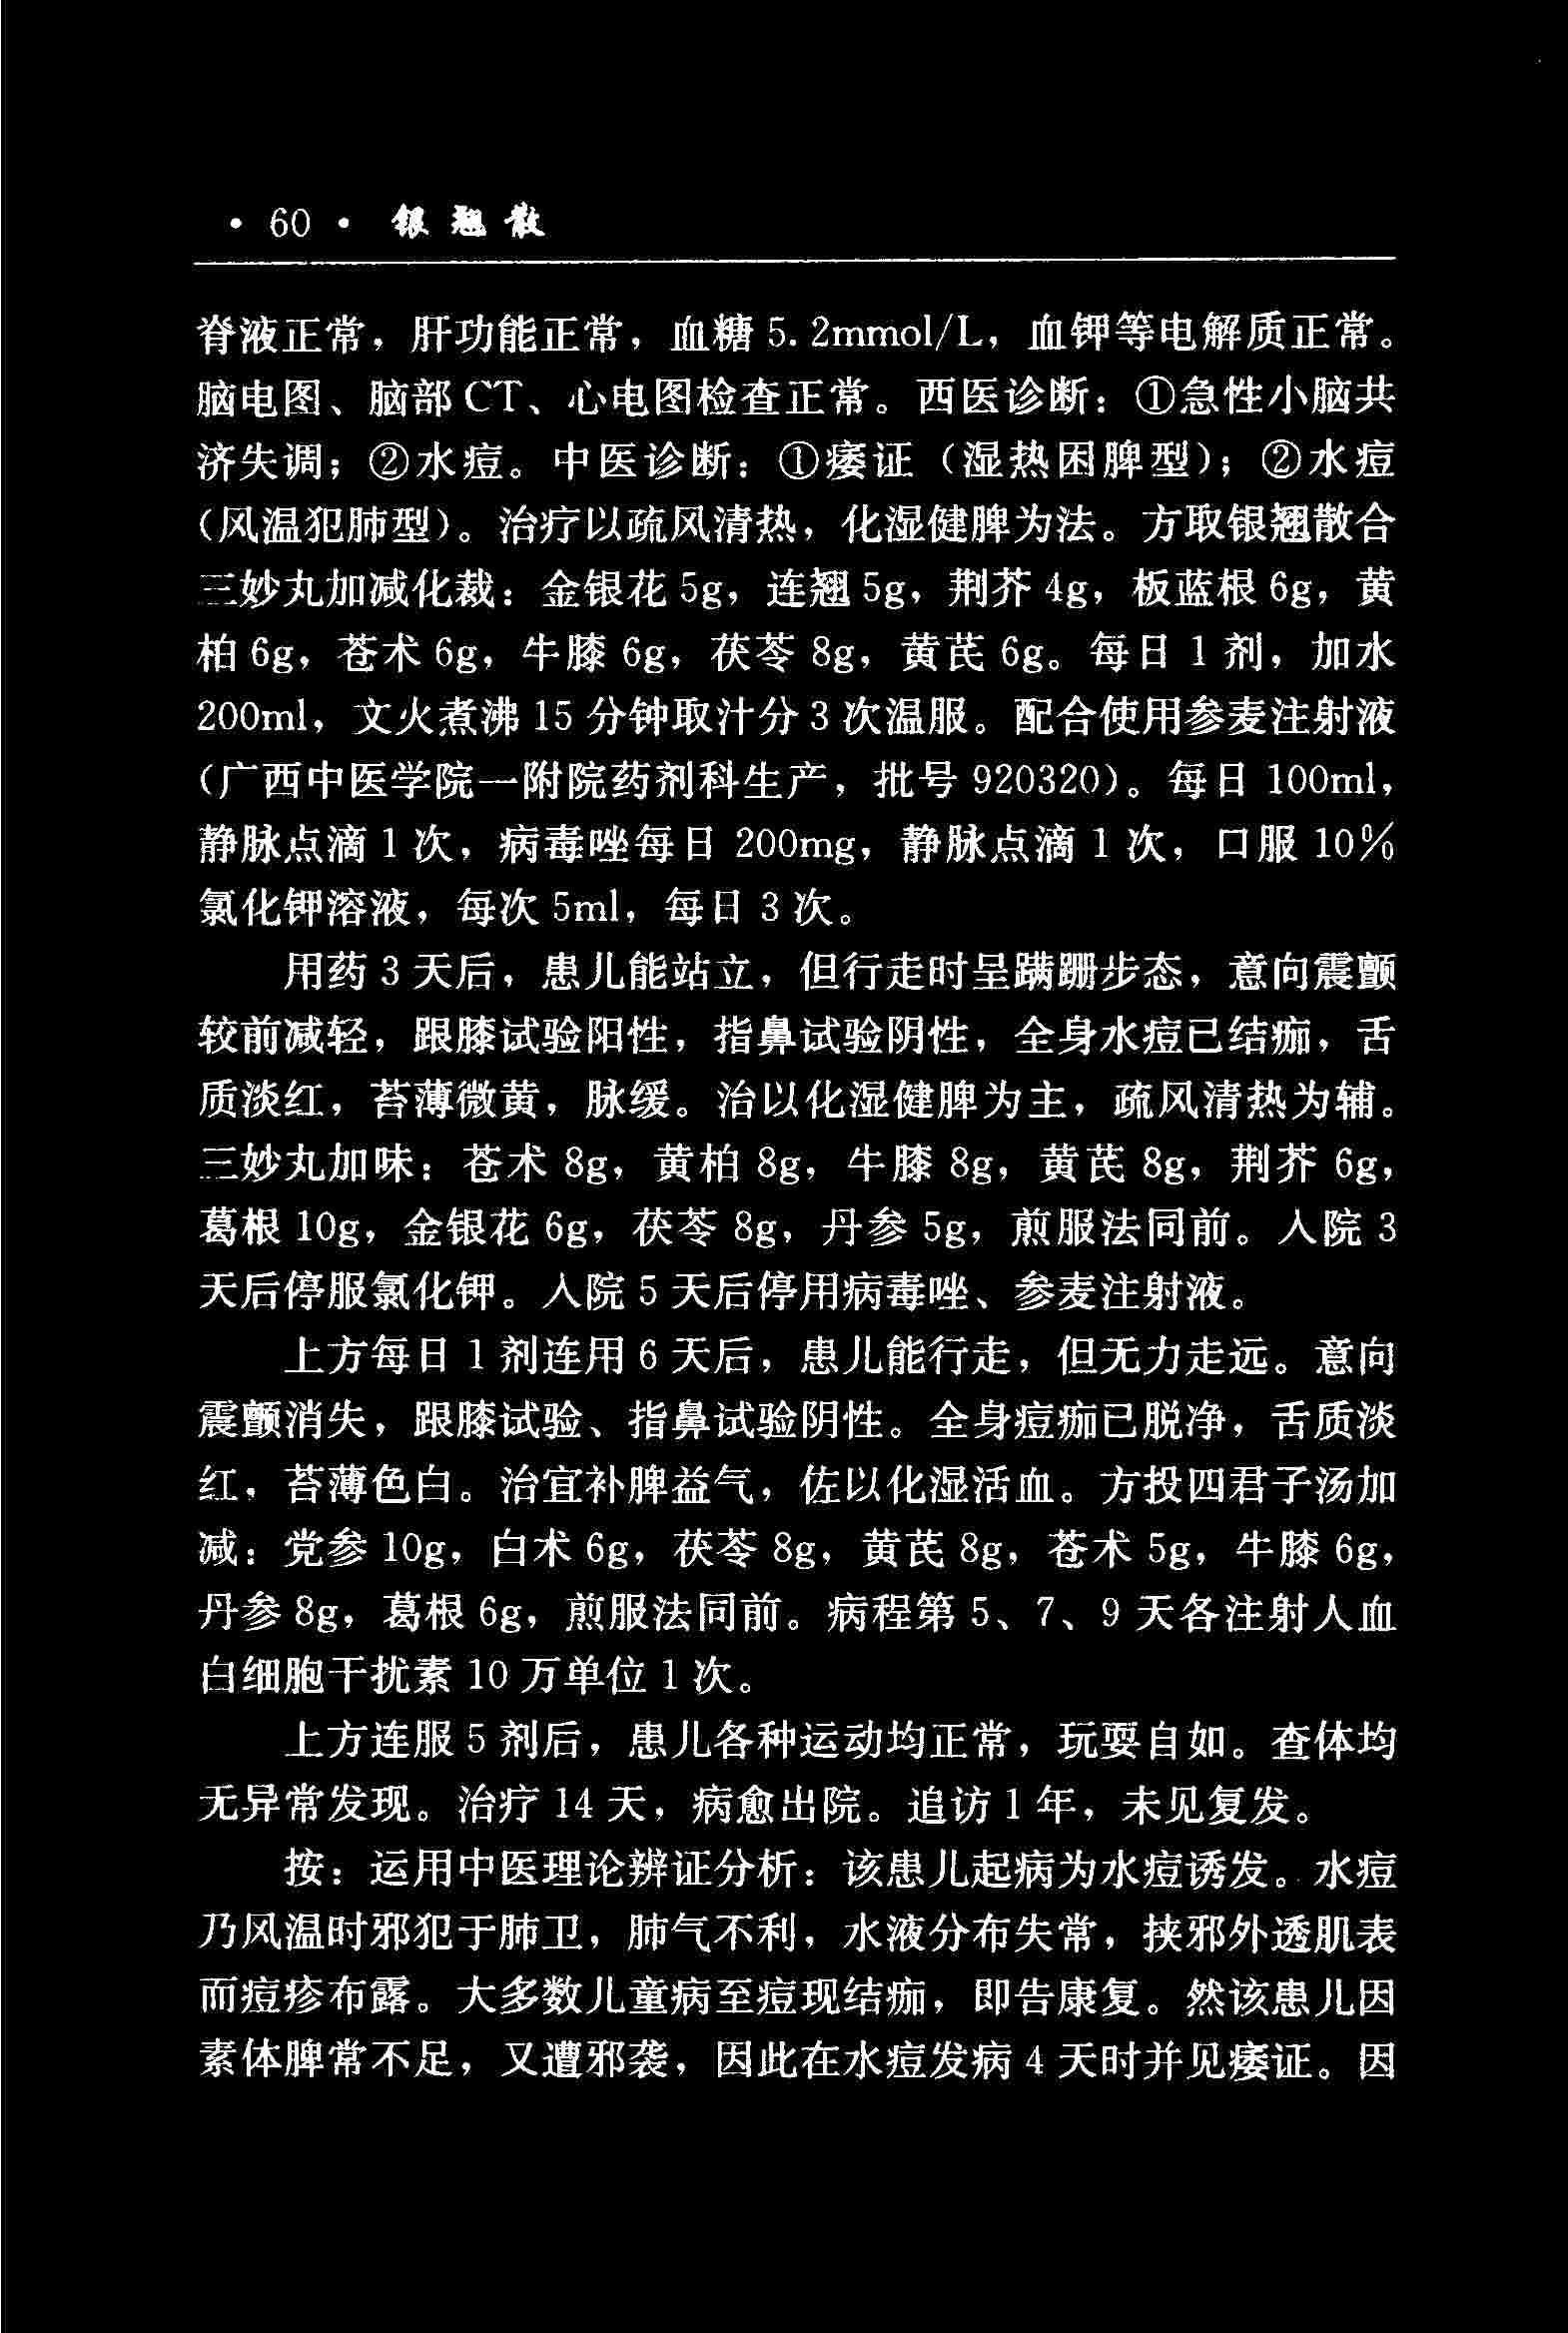 · 60 · 银翘散
脊液正常，肝功能正常，血糖 5.2mmol/L，血钾等电解质正常。
脑电图、脑部 CT、心电图检查正常。西医诊断：①急性小脑共
济失调；②水痘。中医诊断：①痿证（湿热困脾型）；②水痘
（风温犯肺型）。治疗以疏风清热，化湿健脾为法。方取银翘散合
三妙丸加减化裁：金银花 5g，连翘 5g，荆芥 4g，板蓝根 6g，黄
柏 6g，苍术 6g，牛膝 6g，茯苓 8g，黄芪 6g。每日 1 剂，加水
200ml，文火煮沸 15 分钟取汁分 3 次温服。配合使用参麦注射液
（广西中医学院一附院药剂科生产，批号 920320）。每日 100ml，
静脉点滴 1 次，病毒唑每日 200mg，静脉点滴 1 次，口服 10%
氯化钾溶液，每次 5ml，每日 3 次。
用药 3 天后，患儿能站立，但行走时呈蹒跚步态，意向震颤
较前减轻，跟膝试验阳性，指鼻试验阴性，全身水痘已结痂，舌
质淡红，苔薄微黄，脉缓。治以化湿健脾为主，疏风清热为辅。
三妙丸加味：苍术 8g，黄柏 8g，牛膝 8g，黄芪 8g，荆芥 6g，
葛根 10g，金银花 6g，茯苓 8g，丹参 5g，煎服法同前。入院 3
天后停服氯化钾。入院 5 天后停用病毒唑、参麦注射液。
上方每日 1 剂连用 6 天后，患儿能行走，但无力走远。意向
震颤消失，跟膝试验、指鼻试验阴性。全身痘痂已脱净，舌质淡
红，苔薄色白。治宜补脾益气，佐以化湿活血。方投四君子汤加
减：党参 10g，白术 6g，茯苓 8g，黄芪 8g，苍术 5g，牛膝 6g，
丹参 8g，葛根 6g，煎服法同前。病程第 5、7、9 天各注射人血
白细胞干扰素 10 万单位 1 次。
上方连服 5 剂后，患儿各种运动均正常，玩耍自如。查体均
无异常发现。治疗 14 天，病愈出院。追访 1 年，未见复发。
按：运用中医理论辨证分析：该患儿起病为水痘诱发。水痘
乃风温时邪犯于肺卫，肺气不利，水液分布失常，挟邪外透肌表
而痘疹布露。大多数儿童病至痘现结痂，即告康复。然该患儿因
素体脾常不足，又遭邪袭，因此在水痘发病 4 天时并见痿证。因